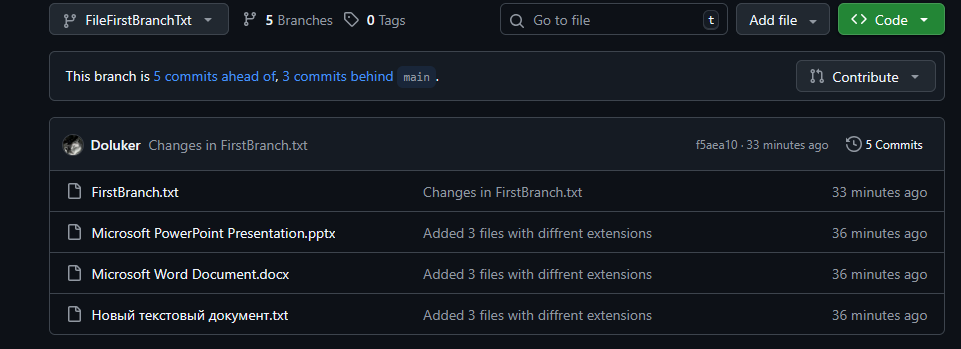 FileFirstBranchTxt 5 Branches 0 Tags Go to file t Add file Code
This branch is 5 commits ahead of, 3 commits behind main. Contribute
Doluker Changes in FirstBranch.txt f5aea10 · 33 minutes ago 5 Commits
FirstBranch.txt Changes in FirstBranch.txt 33 minutes ago
Microsoft PowerPoint Presentation.pptx Added 3 files with diffrent extensions 36 minutes ago
Microsoft Word Document.docx Added 3 files with diffrent extensions 36 minutes ago
Новый текстовый документ.txt Added 3 files with diffrent extensions 36 minutes ago